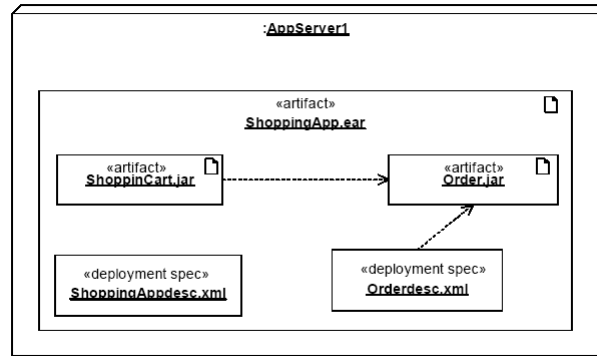 :AppServer1
«artifact»
ShoppingApp.ear
«artifact»
ShoppinCart.jar
«artifact»
Order.jar
«deployment spec»
ShoppingAppdesc.xml
«deployment spec»
Orderdesc.xml